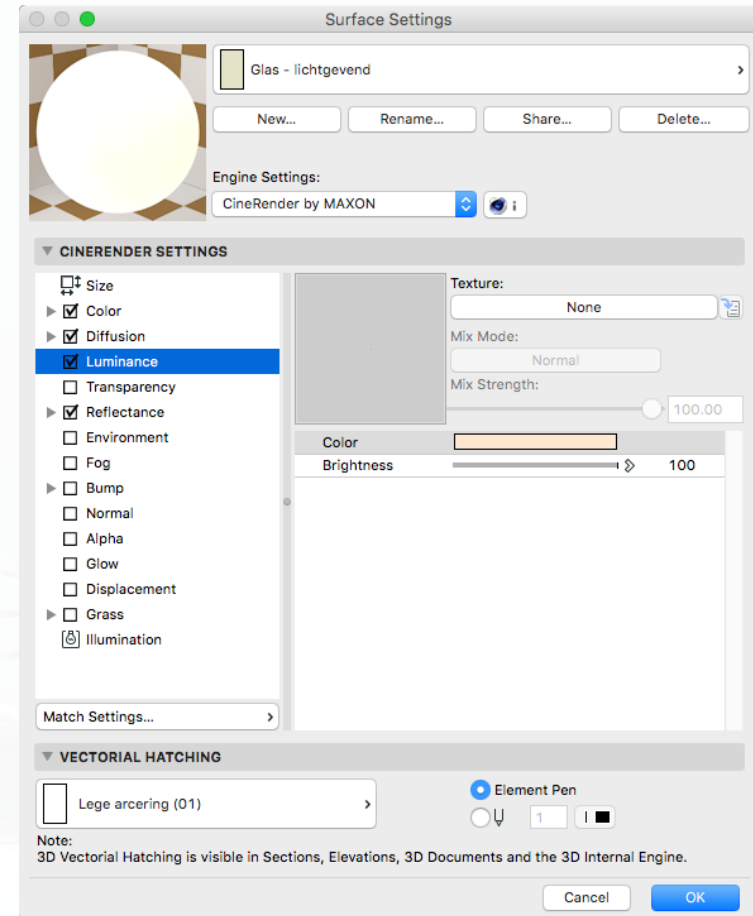 Surface Settings
Glas - lichtgevend
New... Rename... Share... Delete...
Engine Settings:
CineRender by MAXON
CINERENDER SETTINGS
Size
Color
Diffusion
Luminance
Transparency
Reflectance
Environment
Fog
Bump
Normal
Alpha
Glow
Displacement
Grass
Illumination
Match Settings...
Texture:
None
Mix Mode:
Normal
Mix Strength:
100.00
Color
Brightness 100
VECTORIAL HATCHING
Lege arcering (01)
Element Pen
1
Note:
3D Vectorial Hatching is visible in Sections, Elevations, 3D Documents and the 3D Internal Engine.
Cancel OK